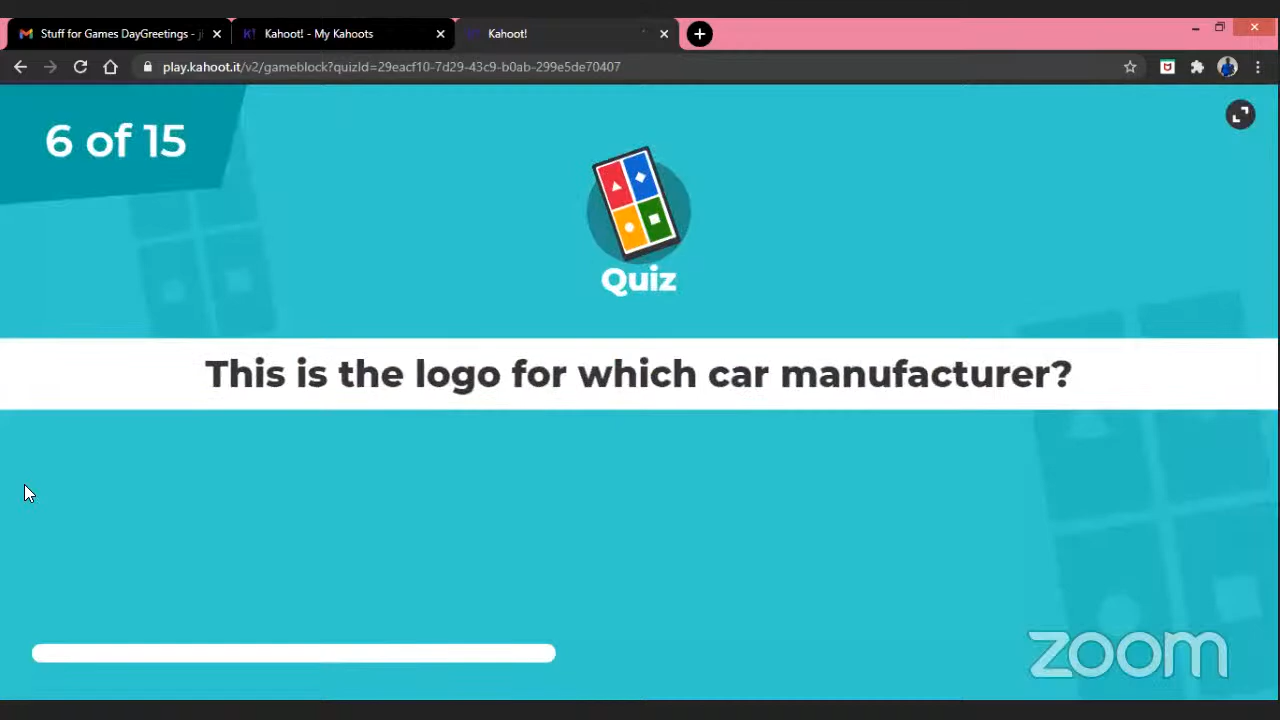 Stuff for Games DayGreetings -
Kahoot! - My Kahoots
Kahoot!
play.kahoot.it/v2/gameblock?quizId=29eacf10-7d29-43c9-b0ab-299e5de70407
6 of 15
Quiz
This is the logo for which car manufacturer?
zoom